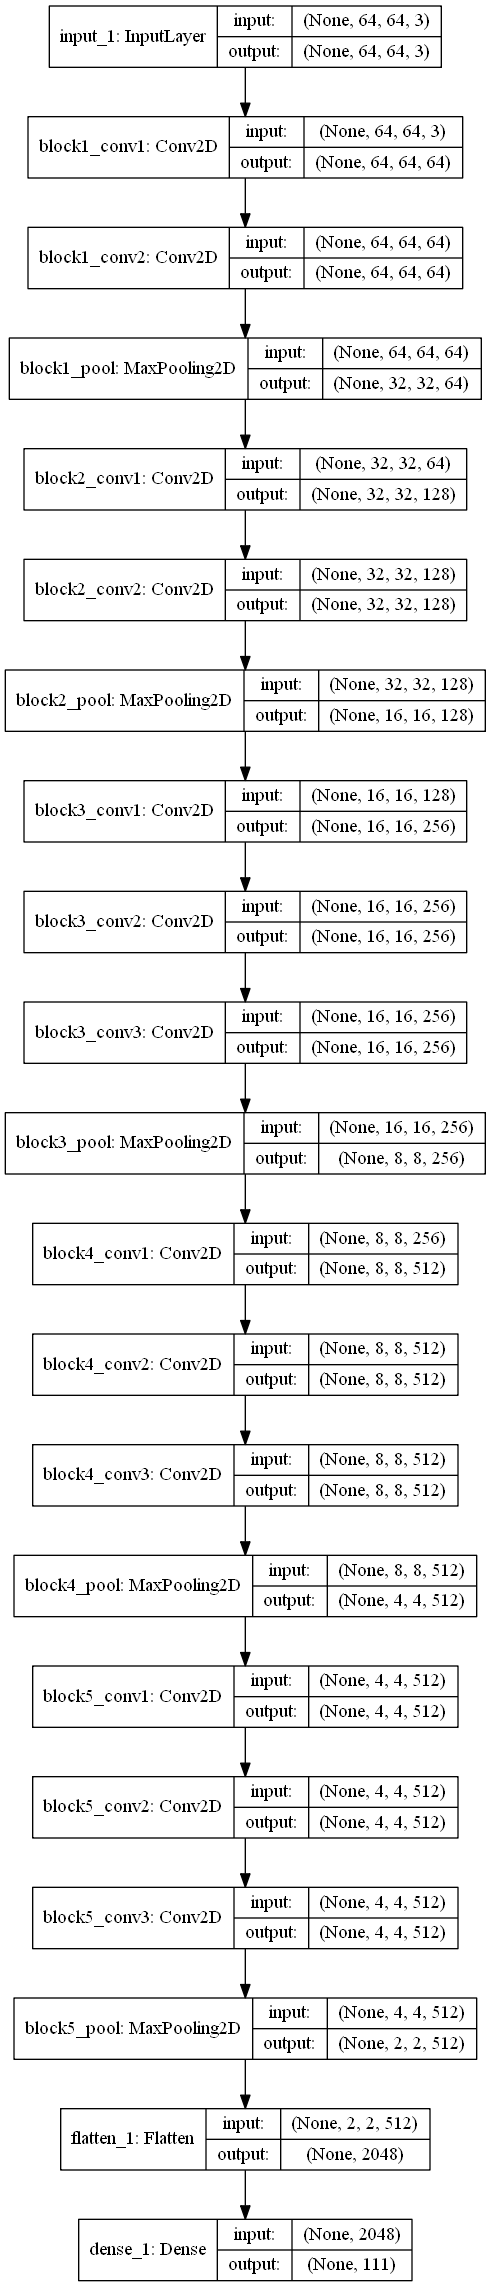 input_1: InputLayer
input: (None, 64, 64, 3)
output: (None, 64, 64, 3)
block1_conv1: Conv2D
input: (None, 64, 64, 3)
output: (None, 64, 64, 64)
block1_conv2: Conv2D
input: (None, 64, 64, 64)
output: (None, 64, 64, 64)
block1_pool: MaxPooling2D
input: (None, 64, 64, 64)
output: (None, 32, 32, 64)
block2_conv1: Conv2D
input: (None, 32, 32, 64)
output: (None, 32, 32, 128)
block2_conv2: Conv2D
input: (None, 32, 32, 128)
output: (None, 32, 32, 128)
block2_pool: MaxPooling2D
input: (None, 32, 32, 128)
output: (None, 16, 16, 128)
block3_conv1: Conv2D
input: (None, 16, 16, 128)
output: (None, 16, 16, 256)
block3_conv2: Conv2D
input: (None, 16, 16, 256)
output: (None, 16, 16, 256)
block3_conv3: Conv2D
input: (None, 16, 16, 256)
output: (None, 16, 16, 256)
block3_pool: MaxPooling2D
input: (None, 16, 16, 256)
output: (None, 8, 8, 256)
block4_conv1: Conv2D
input: (None, 8, 8, 256)
output: (None, 8, 8, 512)
block4_conv2: Conv2D
input: (None, 8, 8, 512)
output: (None, 8, 8, 512)
block4_conv3: Conv2D
input: (None, 8, 8, 512)
output: (None, 8, 8, 512)
block4_pool: MaxPooling2D
input: (None, 8, 8, 512)
output: (None, 4, 4, 512)
block5_conv1: Conv2D
input: (None, 4, 4, 512)
output: (None, 4, 4, 512)
block5_conv2: Conv2D
input: (None, 4, 4, 512)
output: (None, 4, 4, 512)
block5_conv3: Conv2D
input: (None, 4, 4, 512)
output: (None, 4, 4, 512)
block5_pool: MaxPooling2D
input: (None, 4, 4, 512)
output: (None, 2, 2, 512)
flatten_1: Flatten
input: (None, 2, 2, 512)
output: (None, 2048)
dense_1: Dense
input: (None, 2048)
output: (None, 111)